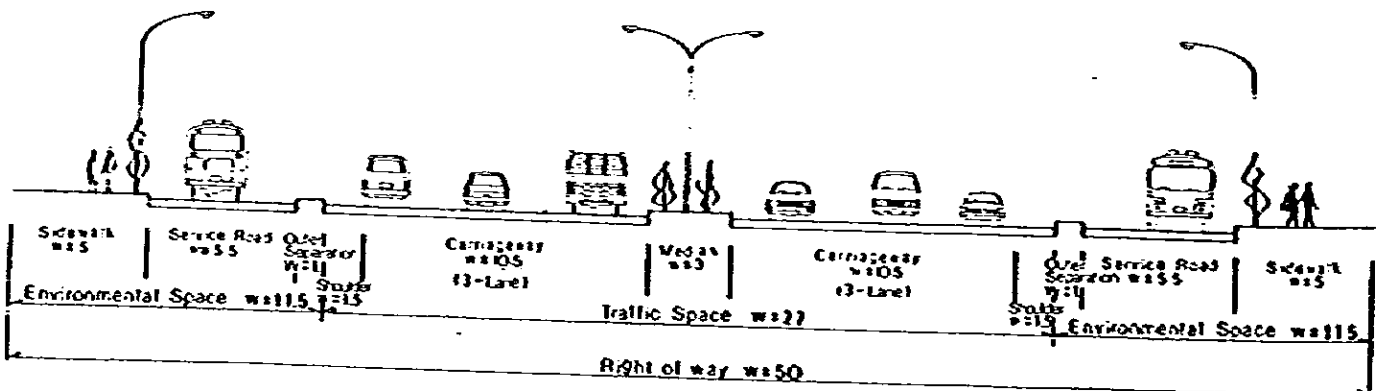 Sidewalk
w=5
Service Road
w=5.5
Outer
Separation
w=1
Shoulder
w=1.5
Carriageway
w=10.5
(3-Lane)
Median
w=3
Carriageway
w=10.5
(3-Lane)
Shoulder
w=1.5
Outer
Separation
w=1
Service Road
w=5.5
Sidewalk
w=5
Environmental Space w=11.5
Traffic Space w=27
Environmental Space w=11.5
Right of way w=50